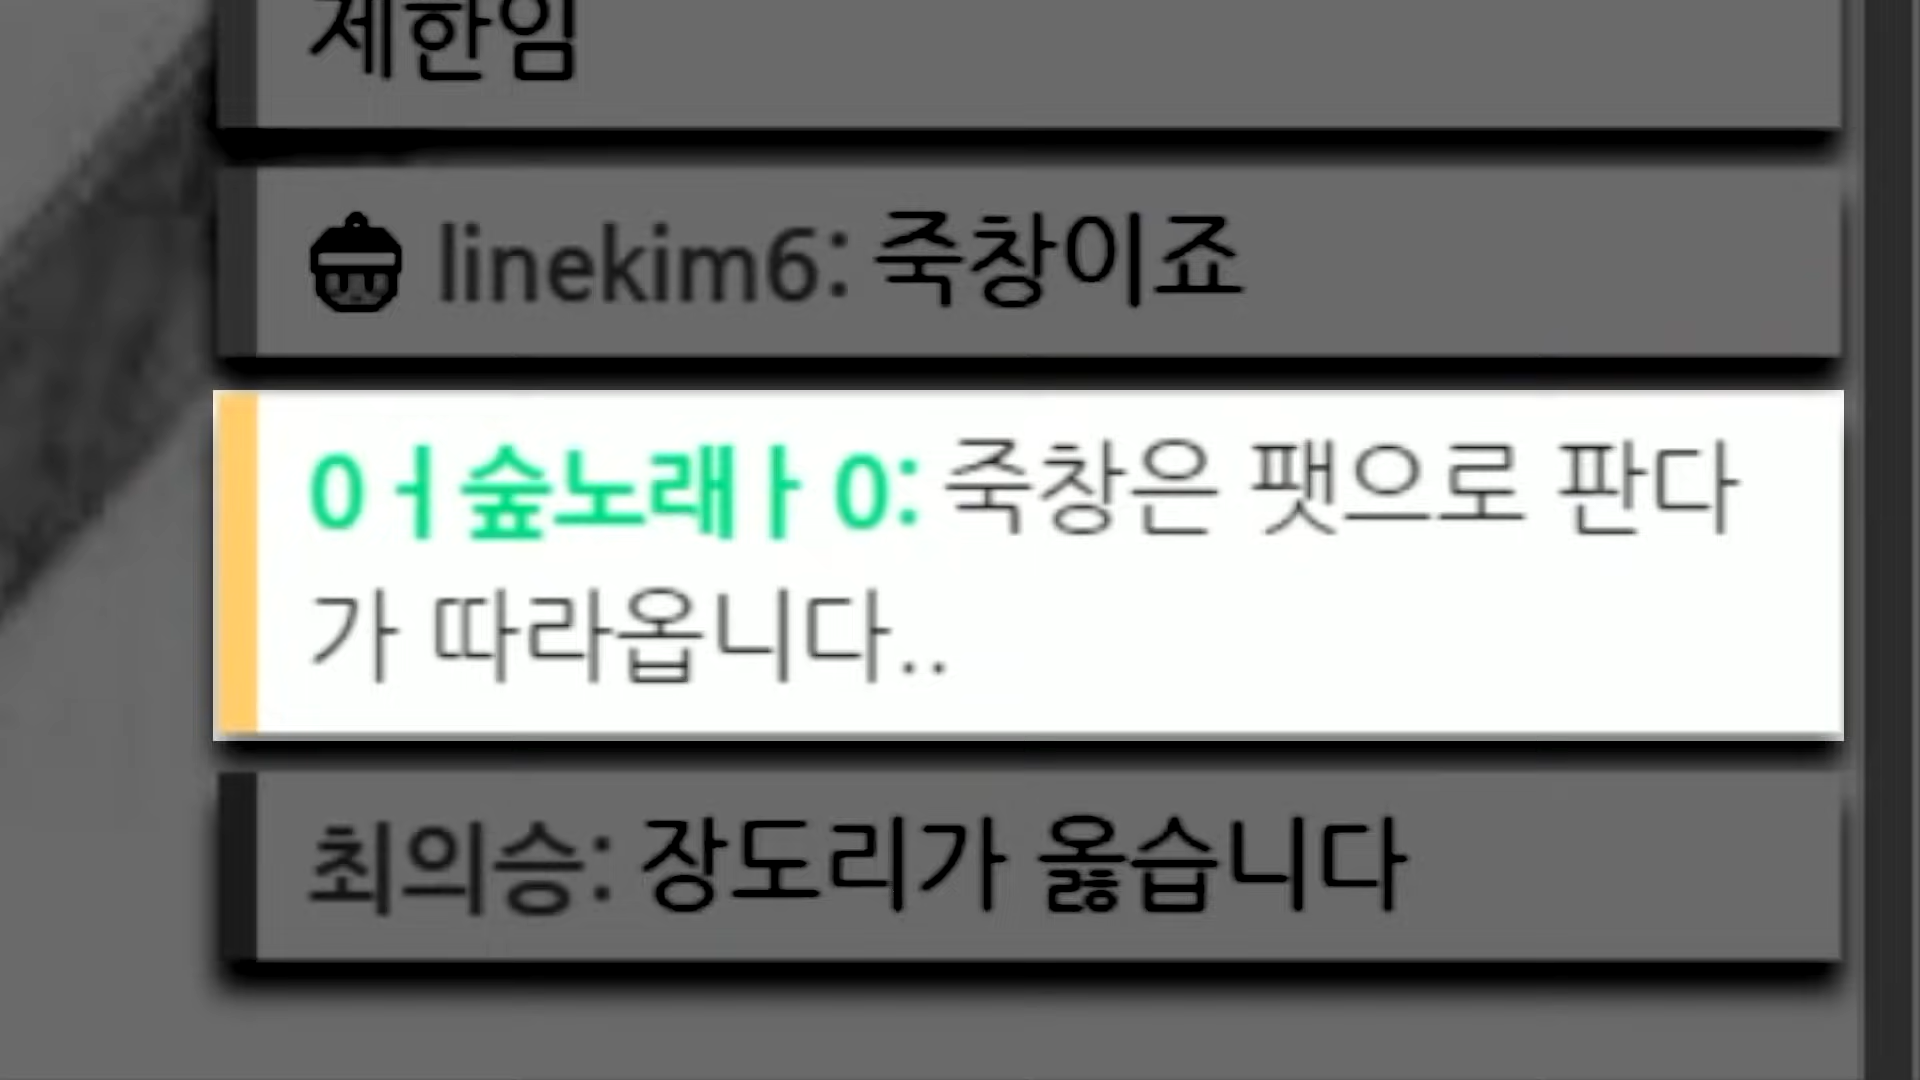 제한임
linekim6: 죽창이죠
0ㅓ숲노래ㅏ0: 죽창은 팻으로 판다
가 따라옵니다..
최의승: 장도리가 옳습니다